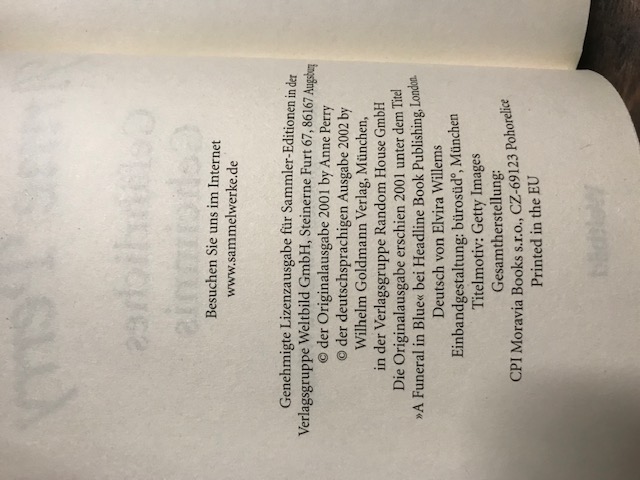 Besuchen Sie uns im Internet
www.sammelwerke.de
Genehmigte Lizenzausgabe für Sammler-Editionen in der
Verlagsgruppe Weltbild GmbH, Steinerne Furt 67, 86167 Augsburg
© der Originalausgabe 2001 by Anne Perry
© der deutschsprachigen Ausgabe 2002 by
Wilhelm Goldmann Verlag, München,
in der Verlagsgruppe Random House GmbH
Die Originalausgabe erschien 2001 unter dem Titel
»A Funeral in Blue« bei Headline Book Publishing, London.
Deutsch von Elvira Willems
Einbandgestaltung: bürosüd°, München
Titelmotiv: Getty Images
Gesamtherstellung:
CPI Moravia Books s.r.o., CZ-69123 Pohorelice
Printed in the EU